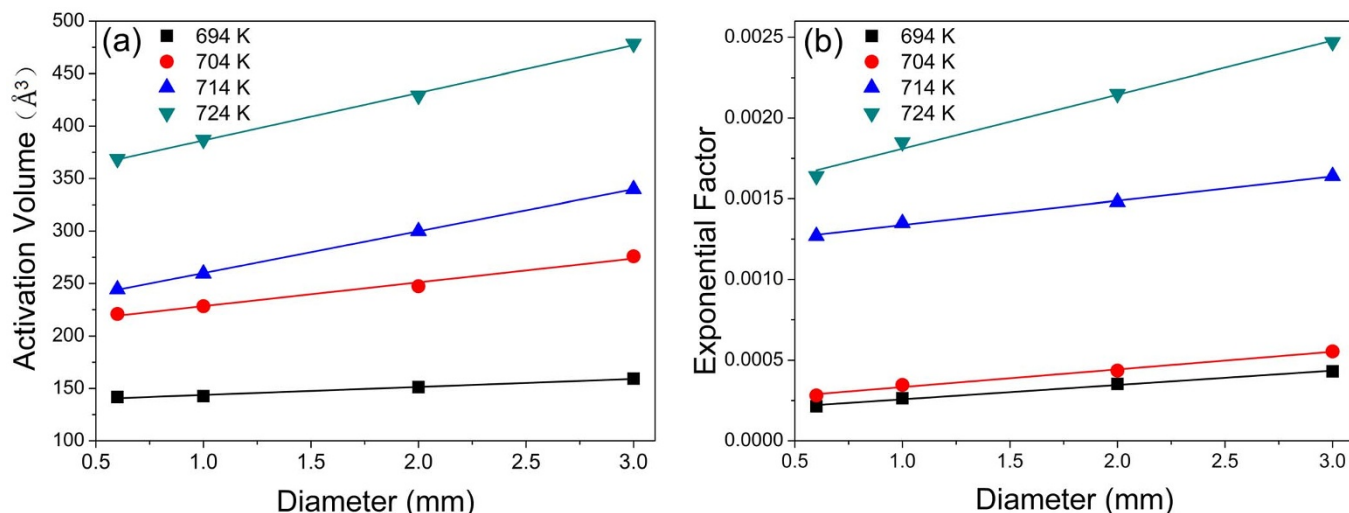 (a)
694 K
704 K
714 K
724 K
Activation Volume (Å³)
500
450
400
350
300
250
200
150
100
0.5
1.0
1.5
2.0
2.5
3.0
Diameter (mm)
(b)
694 K
704 K
714 K
724 K
Exponential Factor
0.0025
0.0020
0.0015
0.0010
0.0005
0.0000
0.5
1.0
1.5
2.0
2.5
3.0
Diameter (mm)